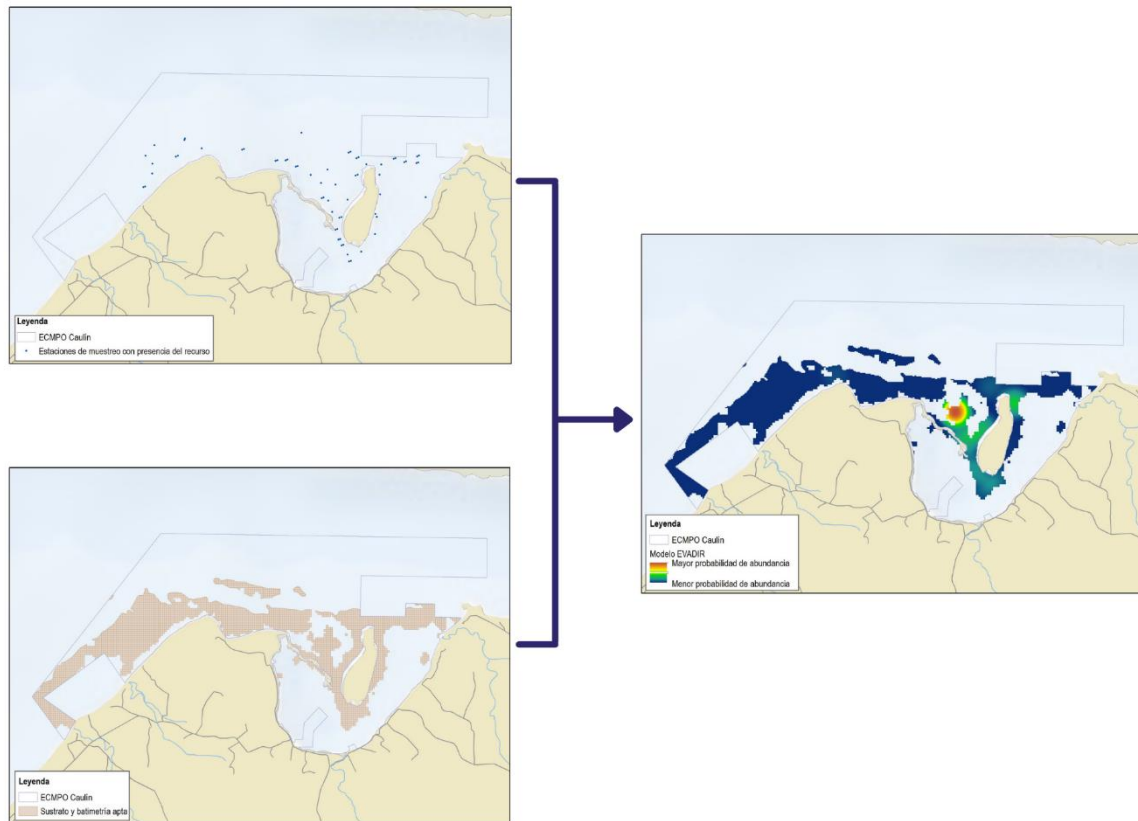 Leyenda
ECMPO Caulín
Estaciones de muestreo con presencia del recurso
Leyenda
ECMPO Caulín
Sustrato y batimetría apta
Leyenda
ECMPO Caulín
Modelo EVADIR
Mayor probabilidad de abundancia
Menor probabilidad de abundancia